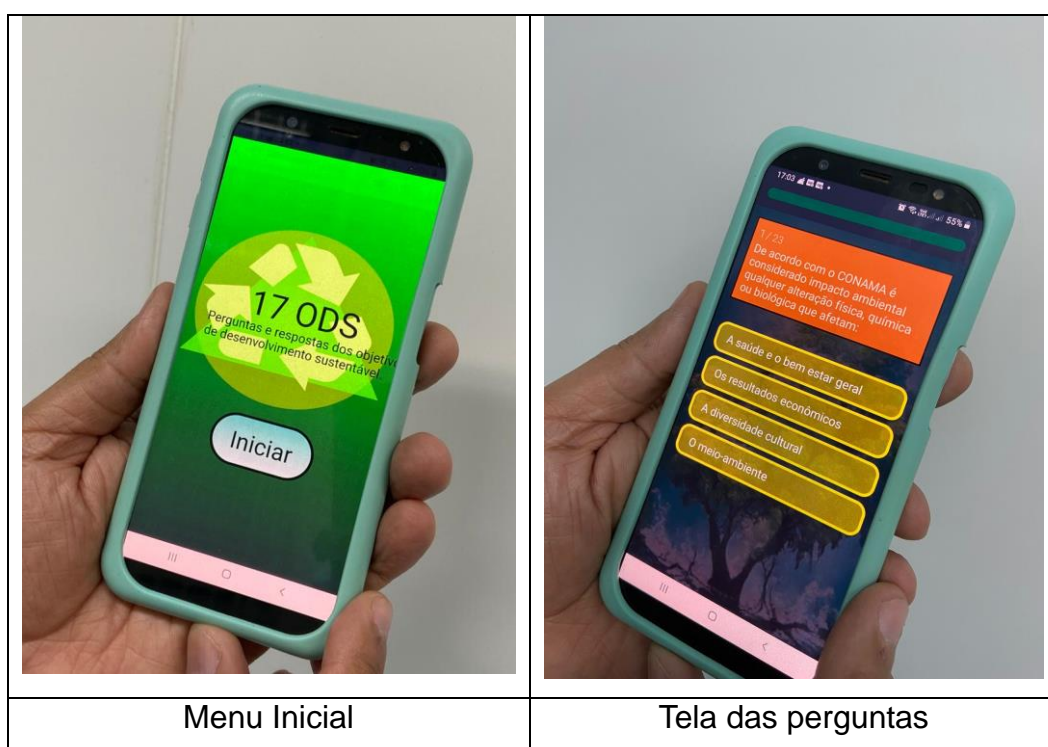 17 ODS
Perguntas e respostas dos objetiv
de desenvolvimento sustentável.
Iniciar
Menu Inicial
17:03
55%
1 / 23
De acordo com o CONAMA é
considerado impacto ambiental
qualquer alteração física, química
ou biológica que afetam:
A saúde e o bem estar geral
Os resultados econômicos
A diversidade cultural
O meio-ambiente
Tela das perguntas